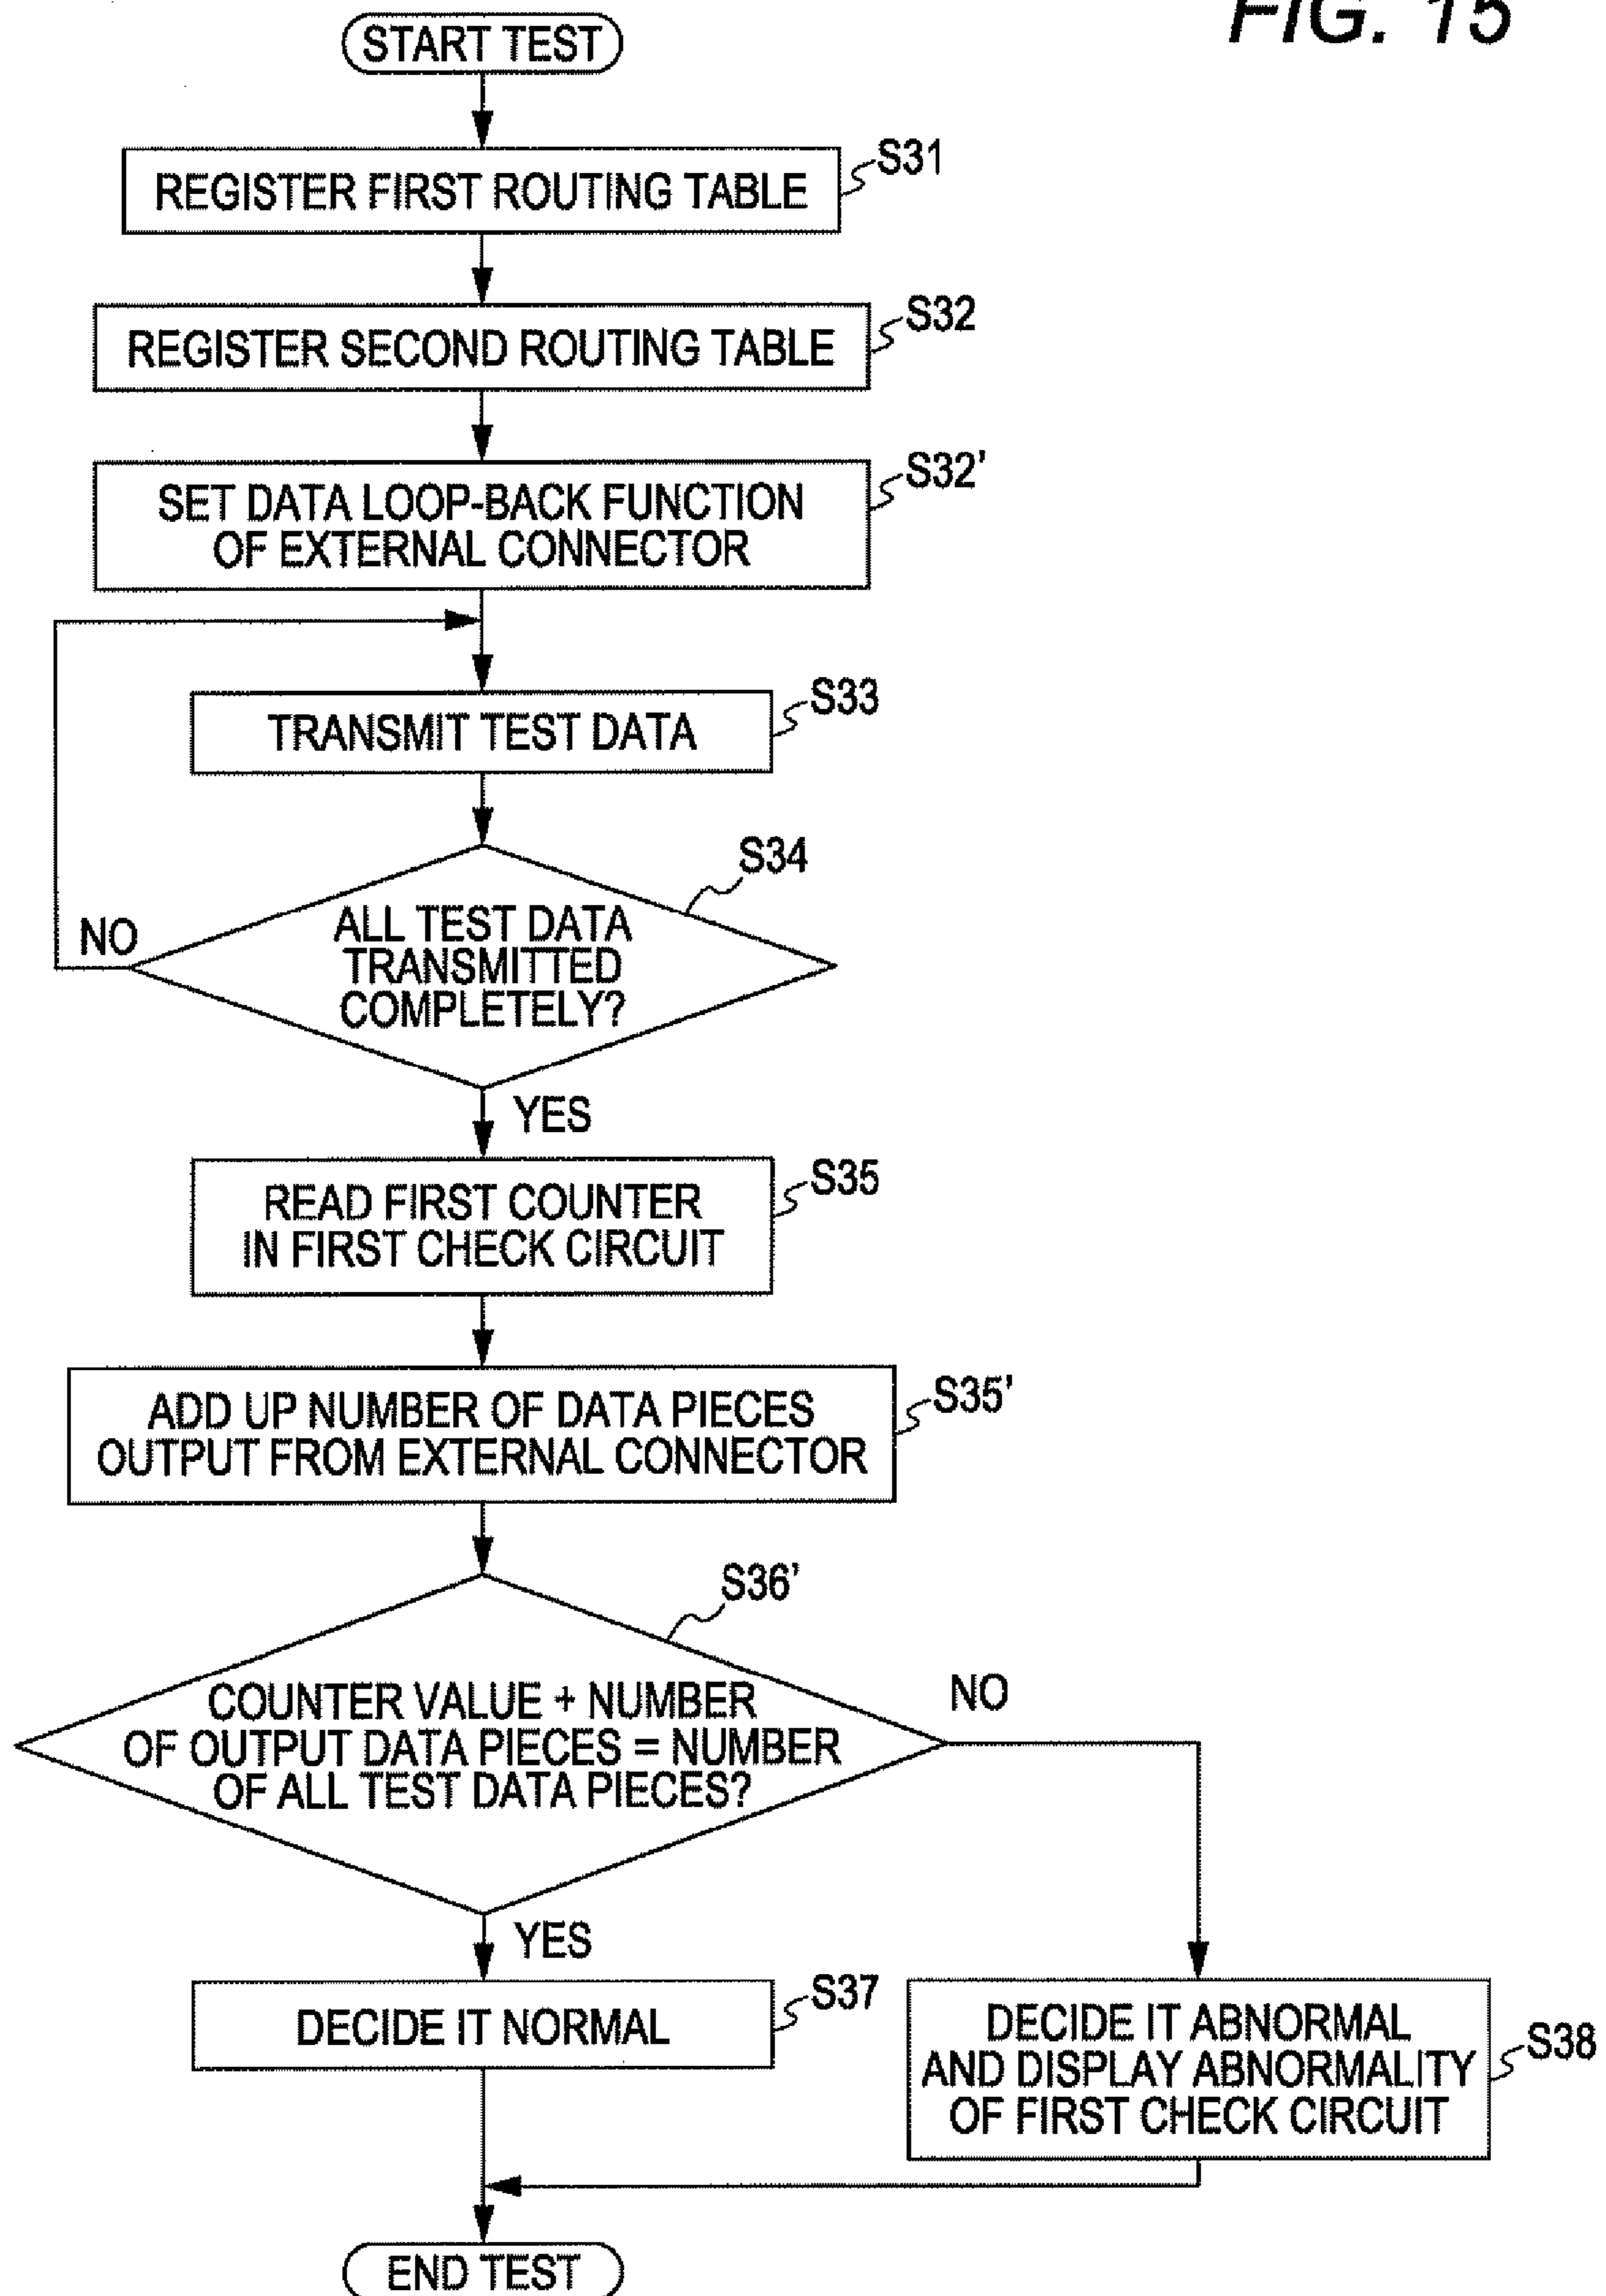 FIG. 15
START TEST
S31
REGISTER FIRST ROUTING TABLE
S32
REGISTER SECOND ROUTING TABLE
S32'
SET DATA LOOP-BACK FUNCTION
OF EXTERNAL CONNECTOR
S33
TRANSMIT TEST DATA
S34
NO
ALL TEST DATA
TRANSMITTED
COMPLETELY?
YES
S35
READ FIRST COUNTER
IN FIRST CHECK CIRCUIT
S35'
ADD UP NUMBER OF DATA PIECES
OUTPUT FROM EXTERNAL CONNECTOR
S36'
NO
COUNTER VALUE + NUMBER
OF OUTPUT DATA PIECES = NUMBER
OF ALL TEST DATA PIECES?
YES
S37
DECIDE IT NORMAL
S38
DECIDE IT ABNORMAL
AND DISPLAY ABNORMALITY
OF FIRST CHECK CIRCUIT
END TEST